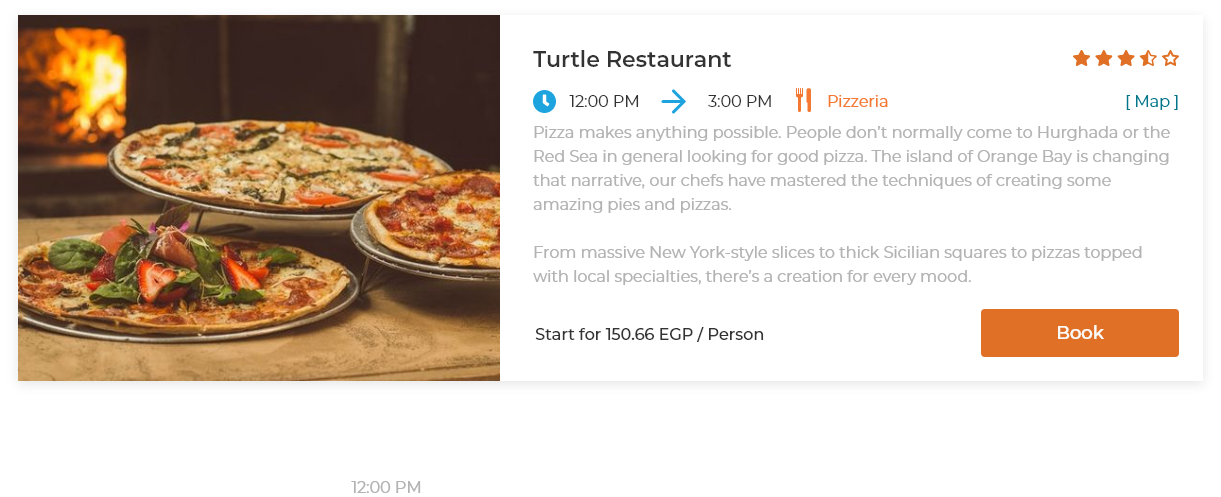 Turtle Restaurant
12:00 PM 3:00 PM Pizzeria [ Map ]
Pizza makes anything possible. People don’t normally come to Hurghada or the
Red Sea in general looking for good pizza. The island of Orange Bay is changing
that narrative, our chefs have mastered the techniques of creating some
amazing pies and pizzas.
From massive New York-style slices to thick Sicilian squares to pizzas topped
with local specialties, there’s a creation for every mood.
Start for 150.66 EGP / Person
Book
12:00 PM